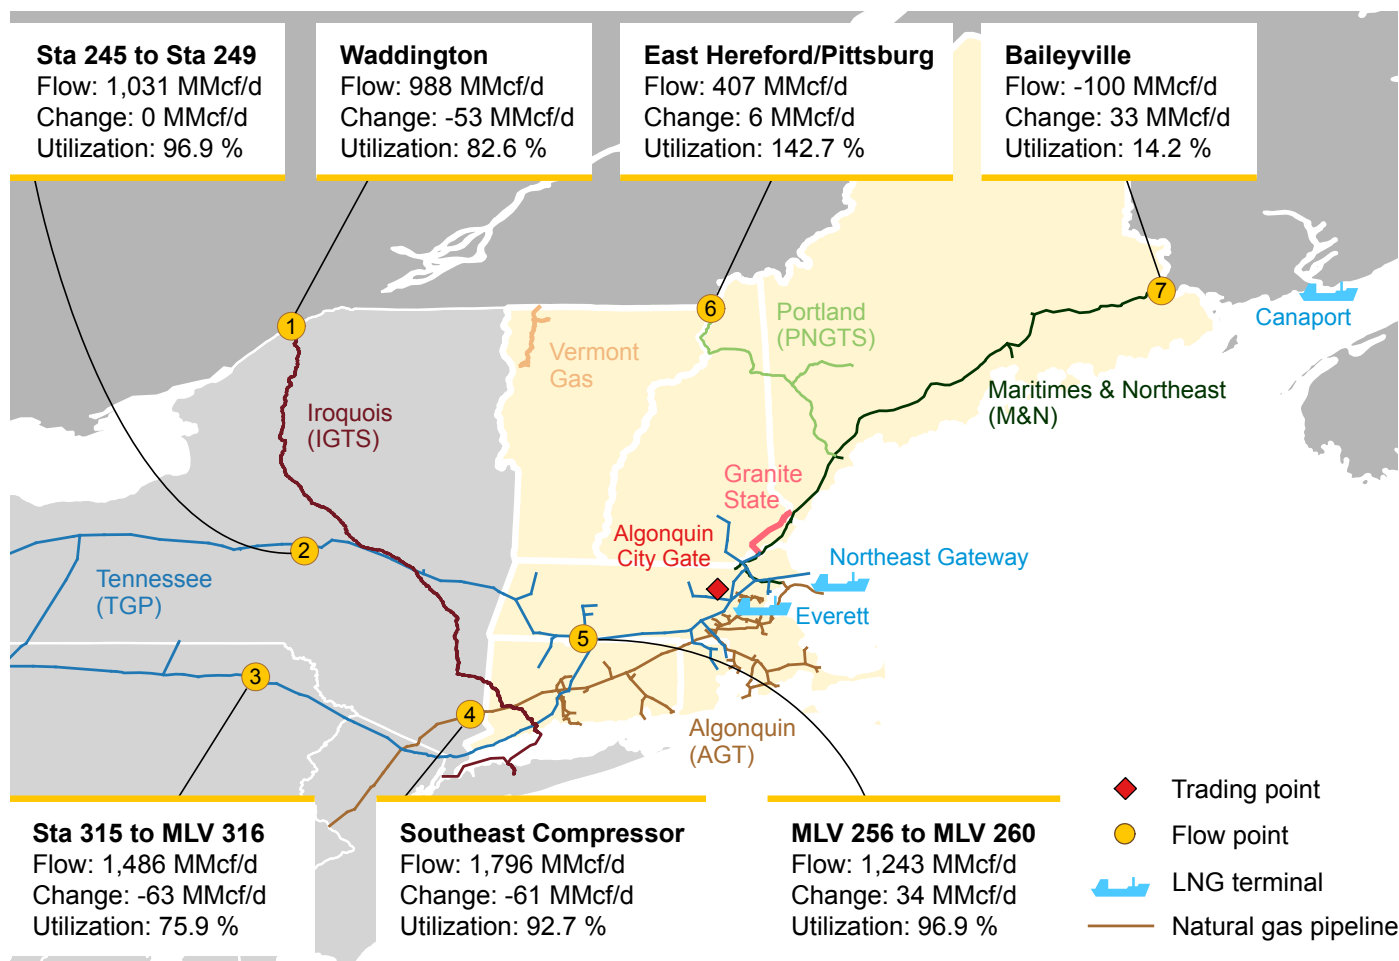 Sta 245 to Sta 249
Flow: 1,031 MMcf/d
Change: 0 MMcf/d
Utilization: 96.9 %
Waddington
Flow: 988 MMcf/d
Change: -53 MMcf/d
Utilization: 82.6 %
East Hereford/Pittsburg
Flow: 407 MMcf/d
Change: 6 MMcf/d
Utilization: 142.7 %
Baileyville
Flow: -100 MMcf/d
Change: 33 MMcf/d
Utilization: 14.2 %
7
6
1
Portland
(PNGTS)
Canaport
Vermont
Gas
Maritimes & Northeast
(M&N)
Iroquois
(IGTS)
Granite
State
Algonquin
City Gate
2
Northeast Gateway
Tennessee
(TGP)
Everett
5
3
4
Algonquin
(AGT)
Sta 315 to MLV 316
Flow: 1,486 MMcf/d
Change: -63 MMcf/d
Utilization: 75.9 %
Southeast Compressor
Flow: 1,796 MMcf/d
Change: -61 MMcf/d
Utilization: 92.7 %
MLV 256 to MLV 260
Flow: 1,243 MMcf/d
Change: 34 MMcf/d
Utilization: 96.9 %
Trading point
Flow point
LNG terminal
Natural gas pipeline